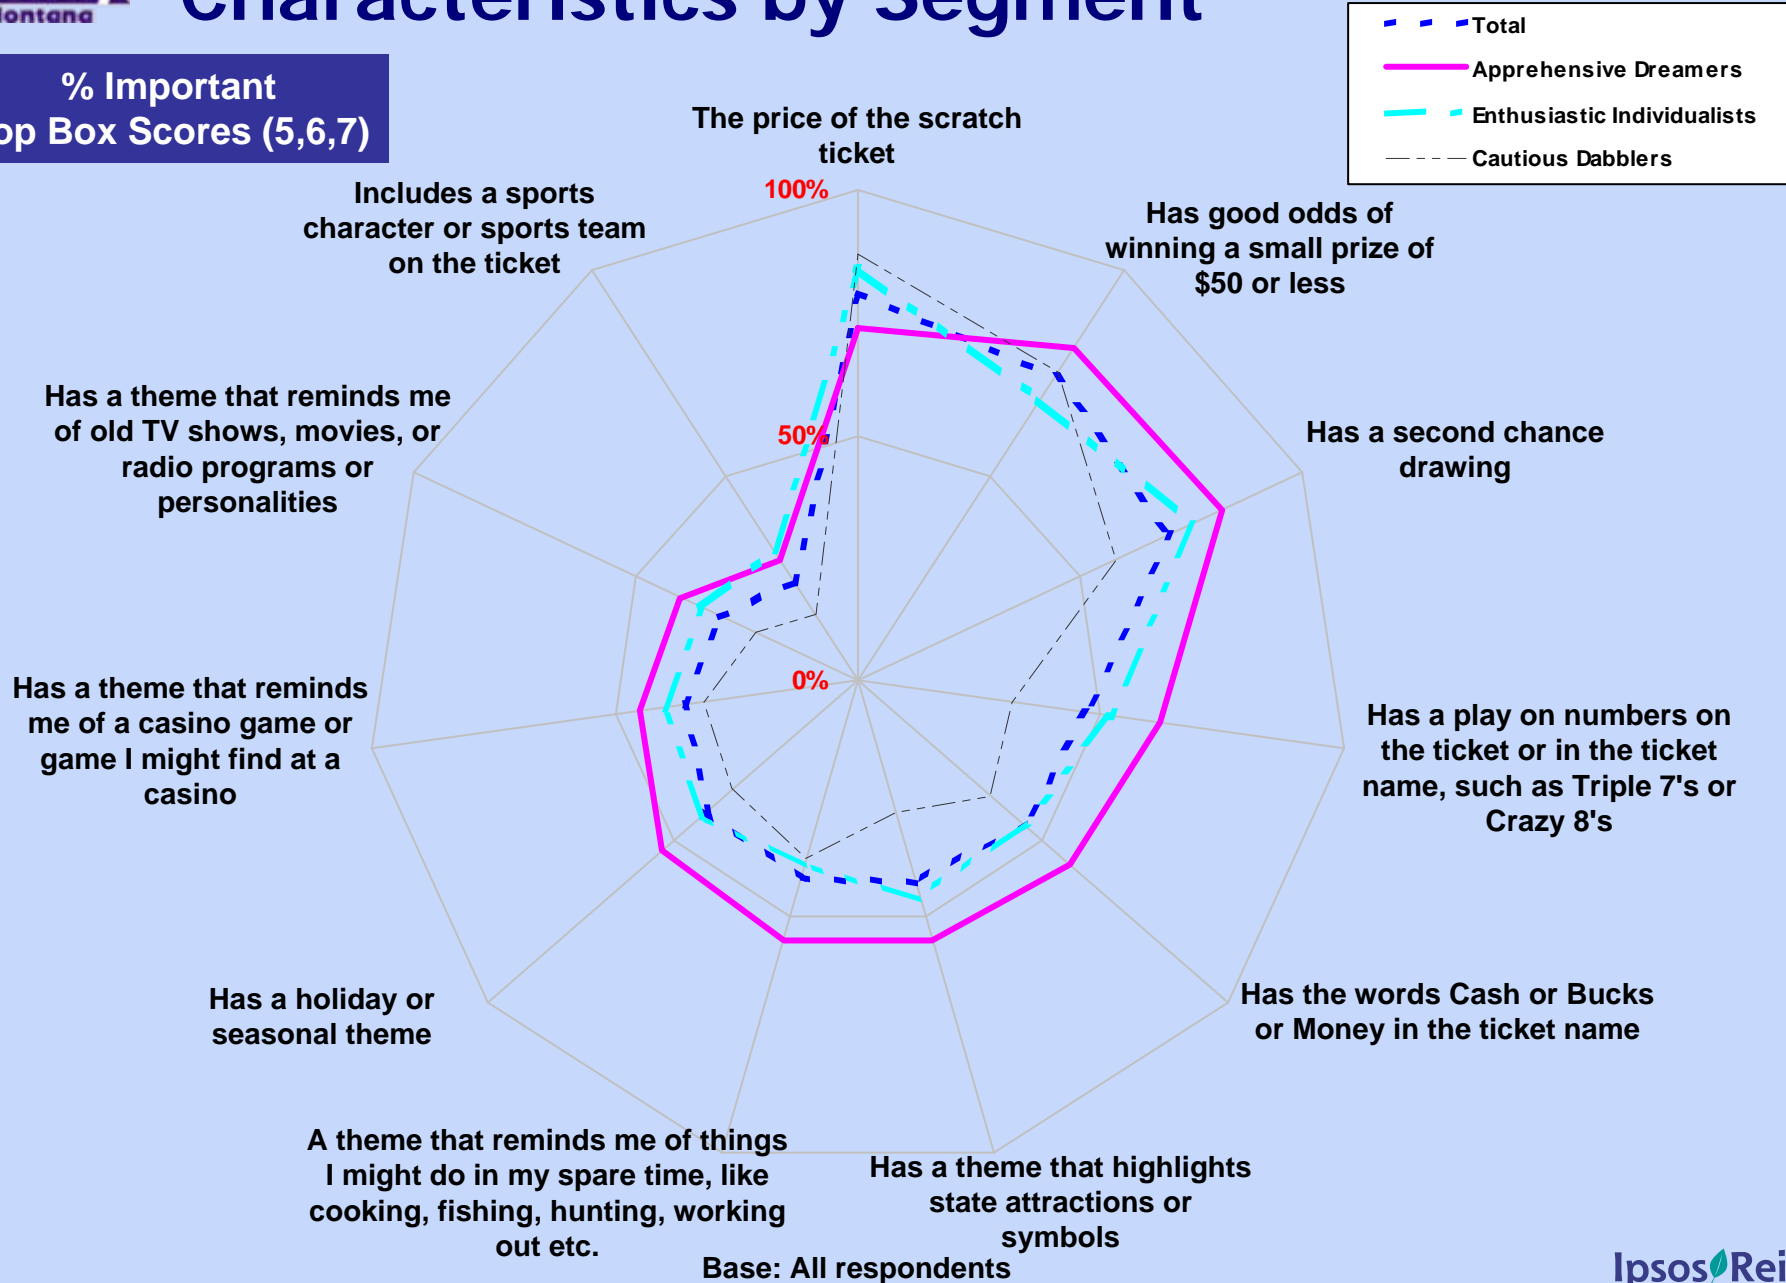 Characteristics by Segment
Montana
% Important
op Box Scores (5,6,7)
Total
Apprehensive Dreamers
Enthusiastic Individualists
Cautious Dabblers
The price of the scratch
ticket
100%
50%
0%
Has good odds of
winning a small prize of
$50 or less
Has a second chance
drawing
Has a play on numbers on
the ticket or in the ticket
name, such as Triple 7's or
Crazy 8's
Has the words Cash or Bucks
or Money in the ticket name
Has a theme that highlights
state attractions or
symbols
A theme that reminds me of things
I might do in my spare time, like
cooking, fishing, hunting, working
out etc.
Has a holiday or
seasonal theme
Has a theme that reminds
me of a casino game or
game I might find at a
casino
Has a theme that reminds me
of old TV shows, movies, or
radio programs or
personalities
Includes a sports
character or sports team
on the ticket
Base: All respondents
Ipsos Rei